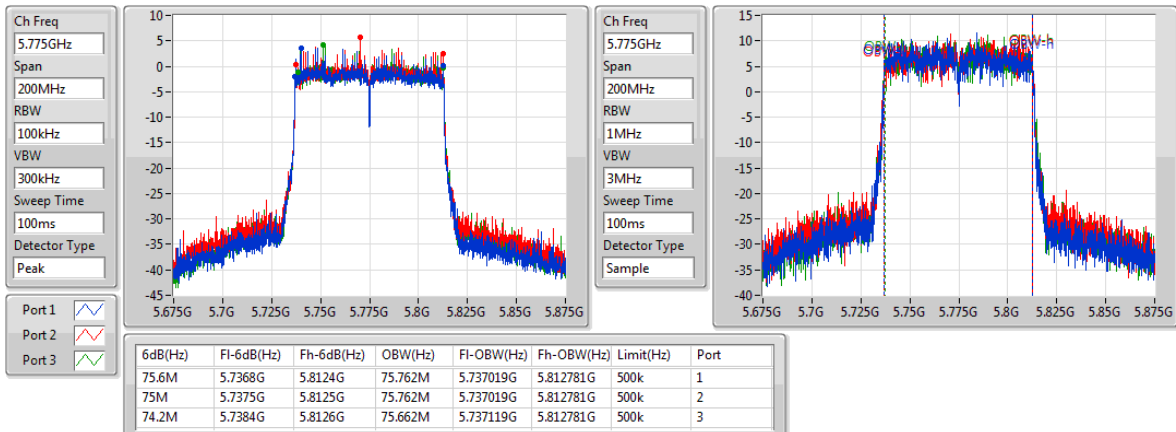 Ch Freq
5.775GHz
Span
200MHz
RBW
100kHz
VBW
300kHz
Sweep Time
100ms
Detector Type
Peak
10
5
0
-5
-10
-15
-20
-25
-30
-35
-40
-45
5.675G 5.7G 5.725G 5.75G 5.775G 5.8G 5.825G 5.85G 5.875G
Ch Freq
5.775GHz
Span
200MHz
RBW
1MHz
VBW
3MHz
Sweep Time
100ms
Detector Type
Sample
15
10
5
0
-5
-10
-15
-20
-25
-30
-35
-40
OBW-h
5.675G 5.7G 5.725G 5.75G 5.775G 5.8G 5.825G 5.85G 5.875G
Port 1
Port 2
Port 3
6dB(Hz) Fl-6dB(Hz) Fh-6dB(Hz) OBW(Hz) Fl-OBW(Hz) Fh-OBW(Hz) Limit(Hz) Port
75.6M 5.7368G 5.8124G 75.762M 5.737019G 5.812781G 500k 1
75M 5.7375G 5.8125G 75.762M 5.737019G 5.812781G 500k 2
74.2M 5.7384G 5.8126G 75.662M 5.737119G 5.812781G 500k 3